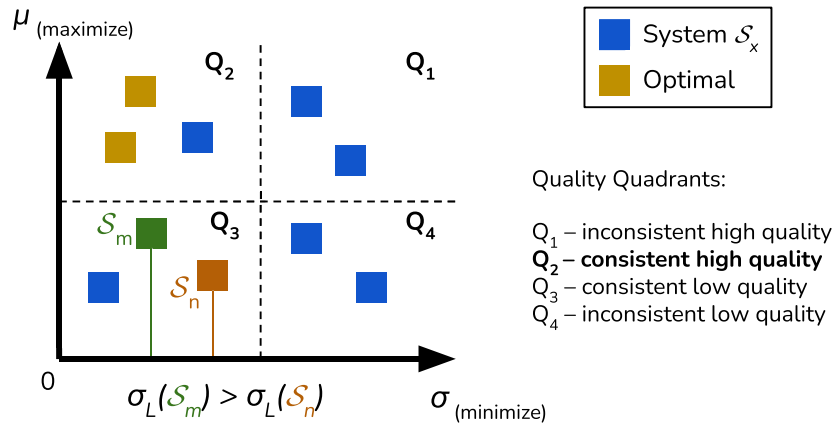 μ (maximize)
Q2
Q1
System 𝒮x
Optimal
Quality Quadrants:
𝒮m
Q3
Q4
Q1 – inconsistent high quality
Q2 – consistent high quality
Q3 – consistent low quality
Q4 – inconsistent low quality
𝒮n
0
σL(𝒮m) > σL(𝒮n)
σ (minimize)